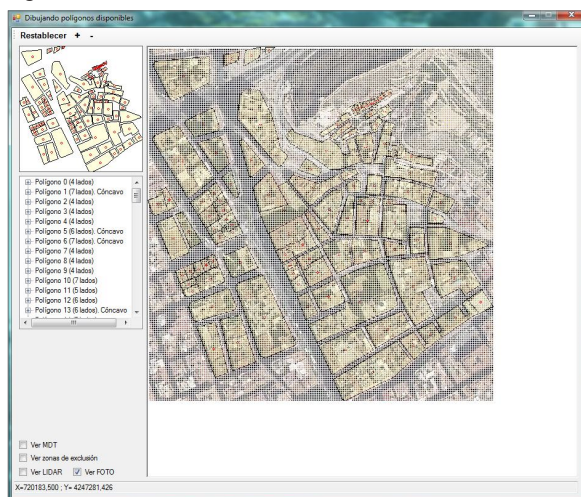 Dibujando polígonos disponibles
Restablecer + -
Polígono 0 (4 lados)
Polígono 1 (7 lados). Cóncavo
Polígono 2 (4 lados)
Polígono 3 (4 lados)
Polígono 4 (4 lados)
Polígono 5 (6 lados). Cóncavo
Polígono 6 (7 lados). Cóncavo
Polígono 7 (4 lados)
Polígono 8 (4 lados)
Polígono 9 (4 lados)
Polígono 10 (7 lados)
Polígono 11 (5 lados)
Polígono 12 (6 lados)
Polígono 13 (6 lados). Cóncavo
Ver MDT
Ver zonas de exclusión
Ver LIDAR Ver FOTO
X=720183,500 ; Y= 4247281,426